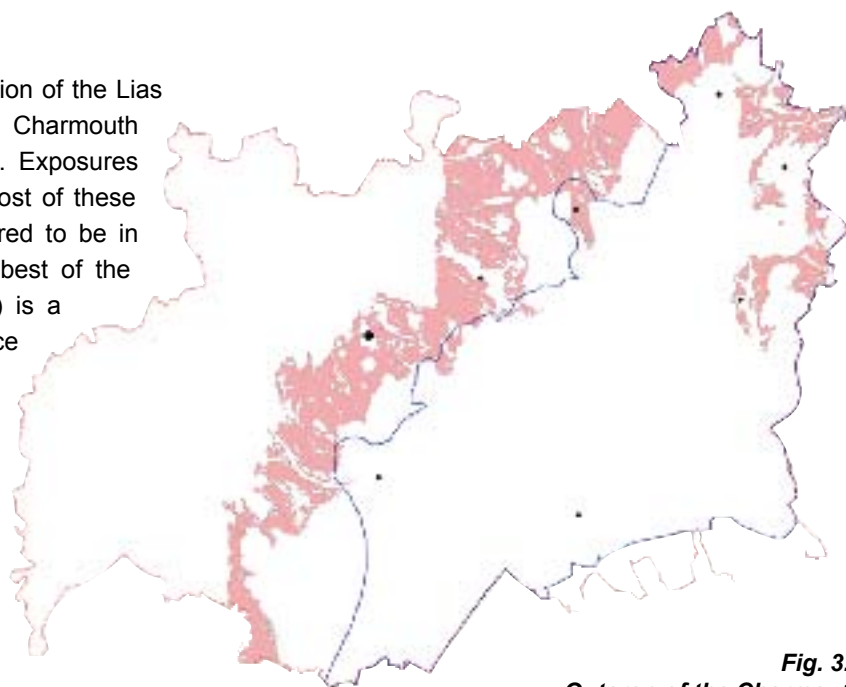 tion of the Lias
Charmouth
. Exposures
ost of these
red to be in
best of the
) is a
ce
Fig. 3.
Outcrop of the Charmout